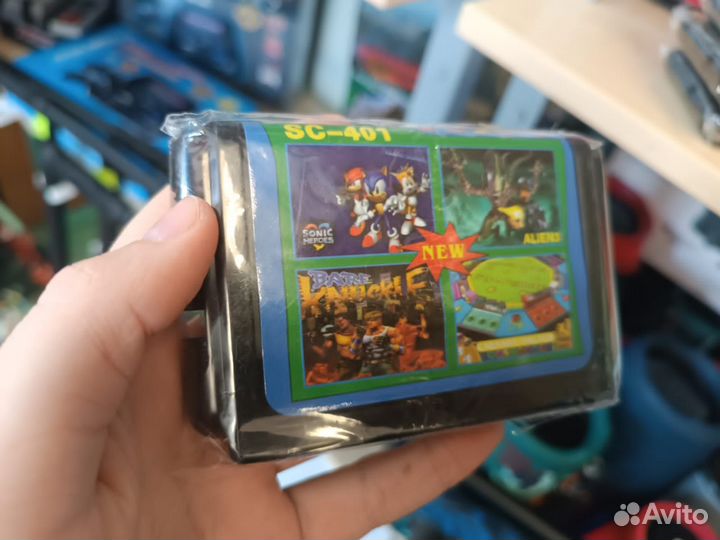 SC-401
SONIC
HEROES
ALIENS
NEW
BARE
KNUCKLE
Avito